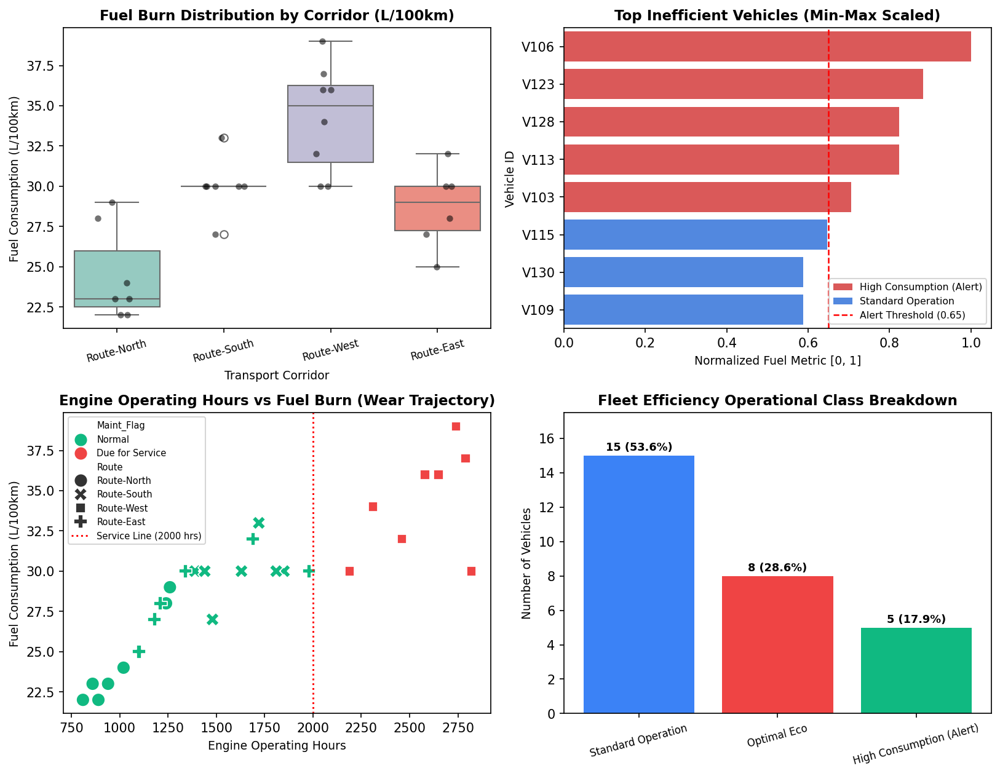 Fuel Burn Distribution by Corridor (L/100km)
Fuel Consumption (L/100km)
37.5
35.0
32.5
30.0
27.5
25.0
22.5
Route-North
Route-South
Route-West
Route-East
Transport Corridor
Top Inefficient Vehicles (Min-Max Scaled)
Vehicle ID
V106
V123
V128
V113
V103
V115
V130
V109
High Consumption (Alert)
Standard Operation
Alert Threshold (0.65)
0.0
0.2
0.4
0.6
0.8
1.0
Normalized Fuel Metric [0, 1]
Engine Operating Hours vs Fuel Burn (Wear Trajectory)
Fuel Consumption (L/100km)
37.5
35.0
32.5
30.0
27.5
25.0
22.5
Maint_Flag
Normal
Due for Service
Route
Route-North
Route-South
Route-West
Route-East
Service Line (2000 hrs)
750
1000
1250
1500
1750
2000
2250
2500
2750
Engine Operating Hours
Fleet Efficiency Operational Class Breakdown
Number of Vehicles
16
14
12
10
8
6
4
2
0
15 (53.6%)
8 (28.6%)
5 (17.9%)
Standard Operation
Optimal Eco
High Consumption (Alert)